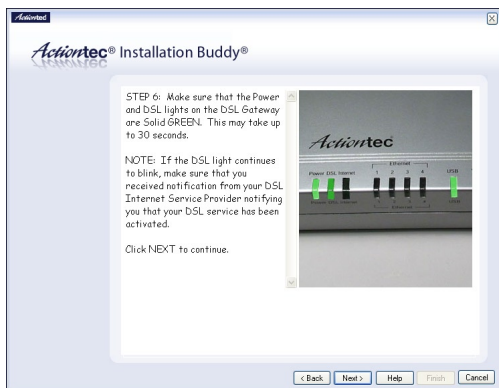 Actiontec
Actiontec® Installation Buddy®
STEP 6: Make sure that the Power
and DSL lights on the DSL Gateway
are Solid GREEN. This may take up
to 30 seconds.
NOTE: If the DSL light continues
to blink, make sure that you
received notification from your DSL
Internet Service Provider notifying
you that your DSL service has been
activated.
Click NEXT to continue.
Actiontec
Ethernet
Power DSL Internet 1 2 3 4 USB
< Back Next > Help Finish Cancel